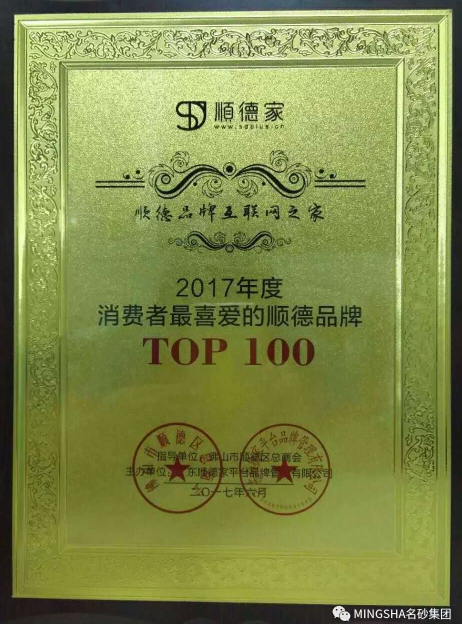 順德家
www.sdplus.cn
顺德品牌互联网之家
2017年度
消费者最喜爱的顺德品牌
TOP 100
指导单位：佛山市顺德区总商会
主办单位：广东顺德家平台品牌管理有限公司
二〇一七年六月
MINGSHA名砂集团